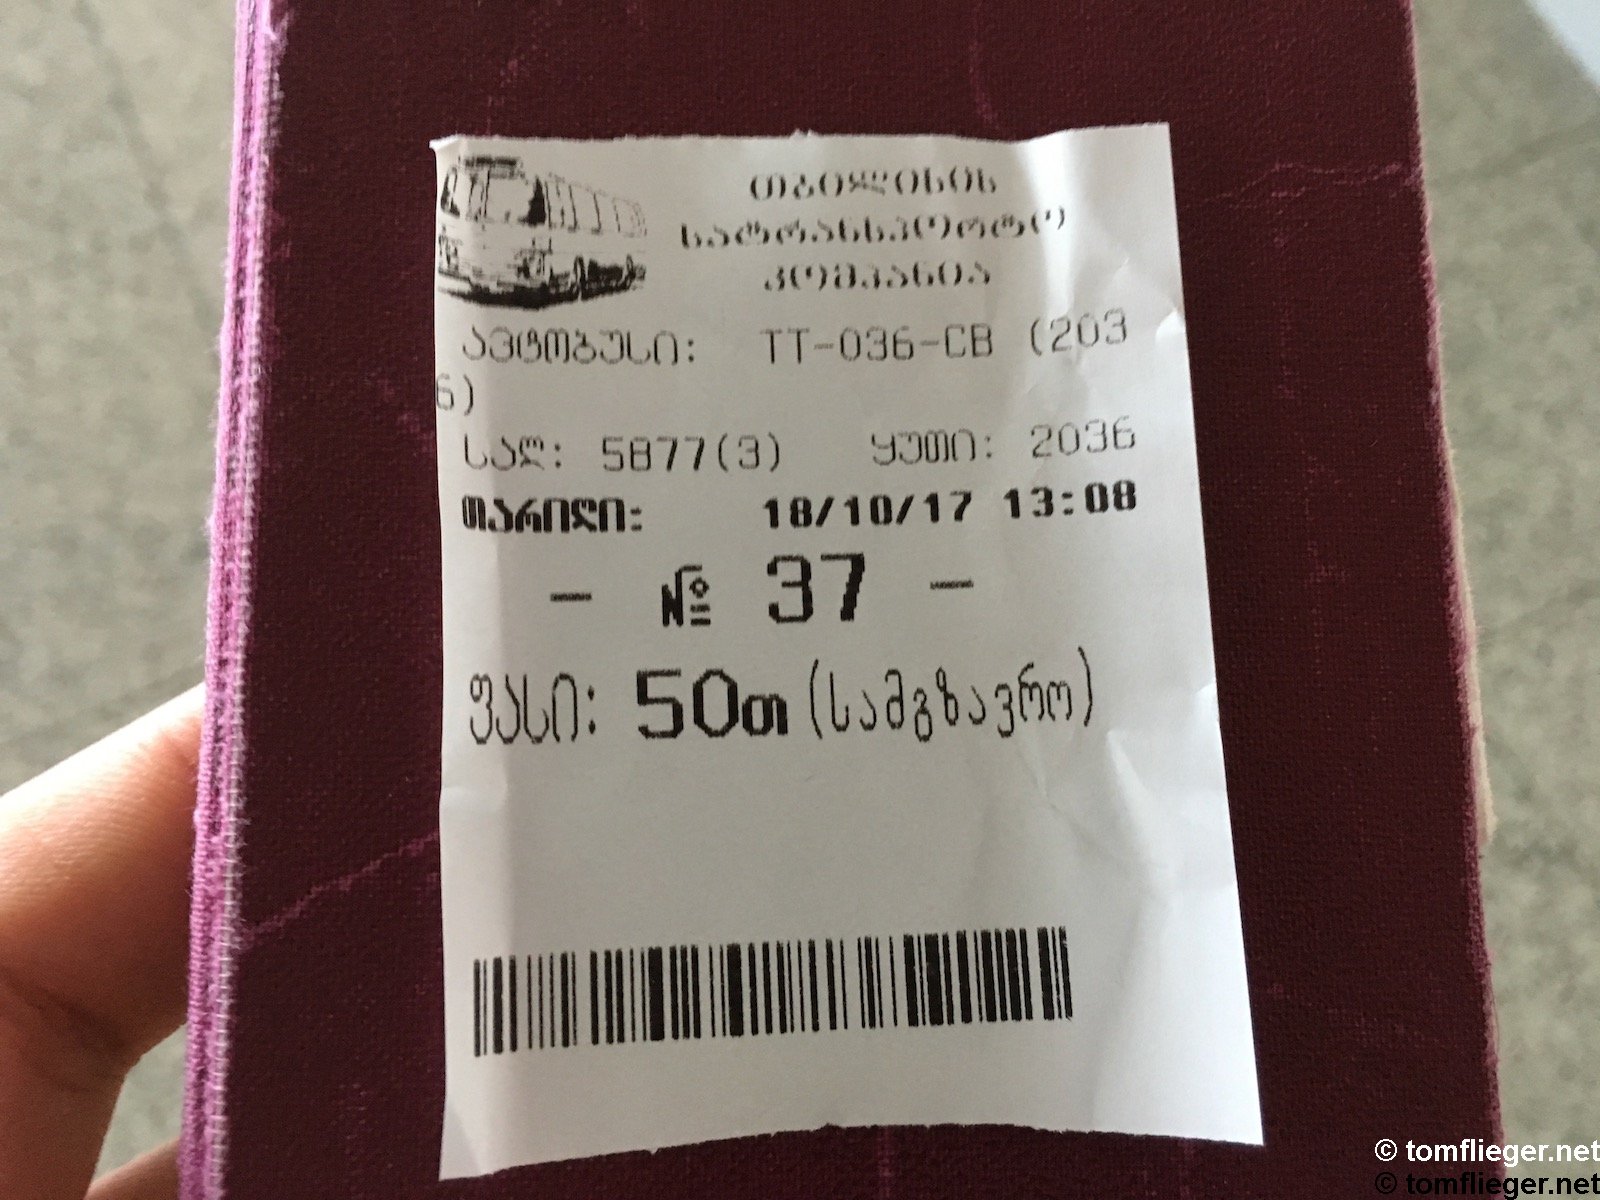 თბილისის
სატრანსპორტო
კომპანია
ავტობუსი: TT-036-CB (203
6)
სალ: 5877(3) ყუთი: 2036
თარიღი: 18/10/17 13:08
- № 37 -
ფასი: 50თ (სამგზავრო)
© tomflieger.net
© tomflieger.net